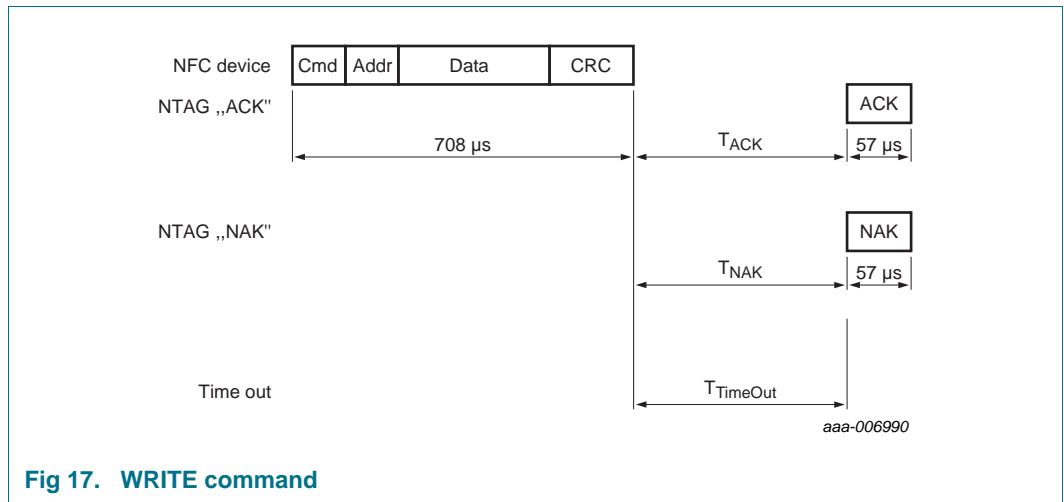 NFC device Cmd Addr Data CRC
NTAG ,,ACK" ACK
708 µs TACK 57 µs
NTAG ,,NAK" NAK
TNAK 57 µs
Time out TTimeOut
aaa-006990
Fig 17. WRITE command